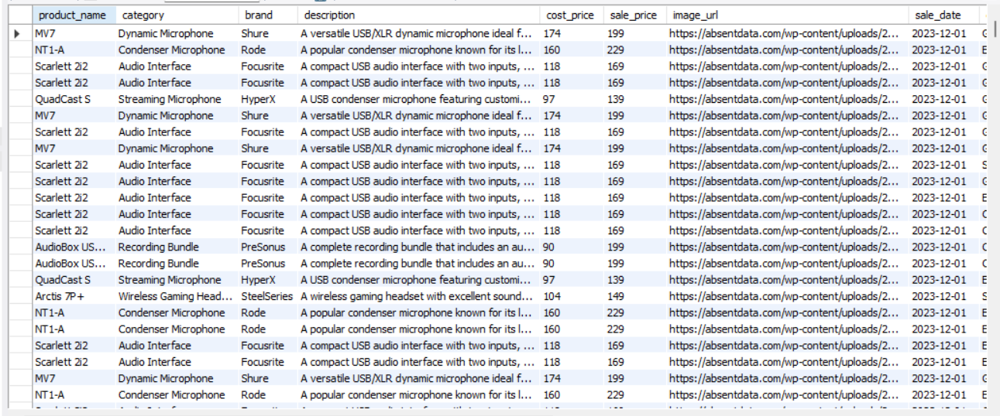 product_name category brand description cost_price sale_price image_url sale_date
MV7 Dynamic Microphone Shure A versatile USB/XLR dynamic microphone ideal f... 174 199 https://absentdata.com/wp-content/uploads/2... 2023-12-01 G
NT1-A Condenser Microphone Rode A popular condenser microphone known for its l... 160 229 https://absentdata.com/wp-content/uploads/2... 2023-12-01 E
Scarlett 2i2 Audio Interface Focusrite A compact USB audio interface with two inputs, ... 118 169 https://absentdata.com/wp-content/uploads/2... 2023-12-01
Scarlett 2i2 Audio Interface Focusrite A compact USB audio interface with two inputs, ... 118 169 https://absentdata.com/wp-content/uploads/2... 2023-12-01
QuadCast S Streaming Microphone HyperX A USB condenser microphone featuring customi... 97 139 https://absentdata.com/wp-content/uploads/2... 2023-12-01
MV7 Dynamic Microphone Shure A versatile USB/XLR dynamic microphone ideal f... 174 199 https://absentdata.com/wp-content/uploads/2... 2023-12-01
Scarlett 2i2 Audio Interface Focusrite A compact USB audio interface with two inputs, ... 118 169 https://absentdata.com/wp-content/uploads/2... 2023-12-01
MV7 Dynamic Microphone Shure A versatile USB/XLR dynamic microphone ideal f... 174 199 https://absentdata.com/wp-content/uploads/2... 2023-12-01
Scarlett 2i2 Audio Interface Focusrite A compact USB audio interface with two inputs, ... 118 169 https://absentdata.com/wp-content/uploads/2... 2023-12-01
Scarlett 2i2 Audio Interface Focusrite A compact USB audio interface with two inputs, ... 118 169 https://absentdata.com/wp-content/uploads/2... 2023-12-01
Scarlett 2i2 Audio Interface Focusrite A compact USB audio interface with two inputs, ... 118 169 https://absentdata.com/wp-content/uploads/2... 2023-12-01
Scarlett 2i2 Audio Interface Focusrite A compact USB audio interface with two inputs, ... 118 169 https://absentdata.com/wp-content/uploads/2... 2023-12-01
Scarlett 2i2 Audio Interface Focusrite A compact USB audio interface with two inputs, ... 118 169 https://absentdata.com/wp-content/uploads/2... 2023-12-01
AudioBox US... Recording Bundle PreSonus A complete recording bundle that includes an au... 90 199 https://absentdata.com/wp-content/uploads/2... 2023-12-01
AudioBox US... Recording Bundle PreSonus A complete recording bundle that includes an au... 90 199 https://absentdata.com/wp-content/uploads/2... 2023-12-01
QuadCast S Streaming Microphone HyperX A USB condenser microphone featuring customi... 97 139 https://absentdata.com/wp-content/uploads/2... 2023-12-01
Arctis 7P+ Wireless Gaming Head... SteelSeries A wireless gaming headset with excellent sound... 104 149 https://absentdata.com/wp-content/uploads/2... 2023-12-01
NT1-A Condenser Microphone Rode A popular condenser microphone known for its l... 160 229 https://absentdata.com/wp-content/uploads/2... 2023-12-01
NT1-A Condenser Microphone Rode A popular condenser microphone known for its l... 160 229 https://absentdata.com/wp-content/uploads/2... 2023-12-01
Scarlett 2i2 Audio Interface Focusrite A compact USB audio interface with two inputs, ... 118 169 https://absentdata.com/wp-content/uploads/2... 2023-12-01
Scarlett 2i2 Audio Interface Focusrite A compact USB audio interface with two inputs, ... 118 169 https://absentdata.com/wp-content/uploads/2... 2023-12-01
MV7 Dynamic Microphone Shure A versatile USB/XLR dynamic microphone ideal f... 174 199 https://absentdata.com/wp-content/uploads/2... 2023-12-01
NT1-A Condenser Microphone Rode A popular condenser microphone known for its l... 160 229 https://absentdata.com/wp-content/uploads/2... 2023-12-01